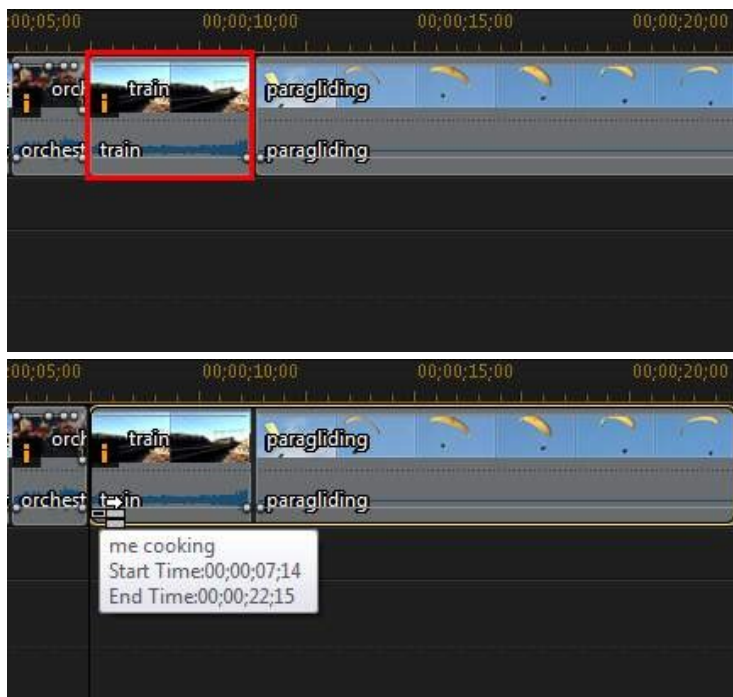 00;05;00 00;00;10;00 00;00;15;00 00;00;20;00
i orch i train paragliding
orchest train paragliding
00;05;00 00;00;10;00 00;00;15;00 00;00;20;00
i orch i train paragliding
orchest train paragliding
me cooking
Start Time:00;00;07;14
End Time:00;00;22;15